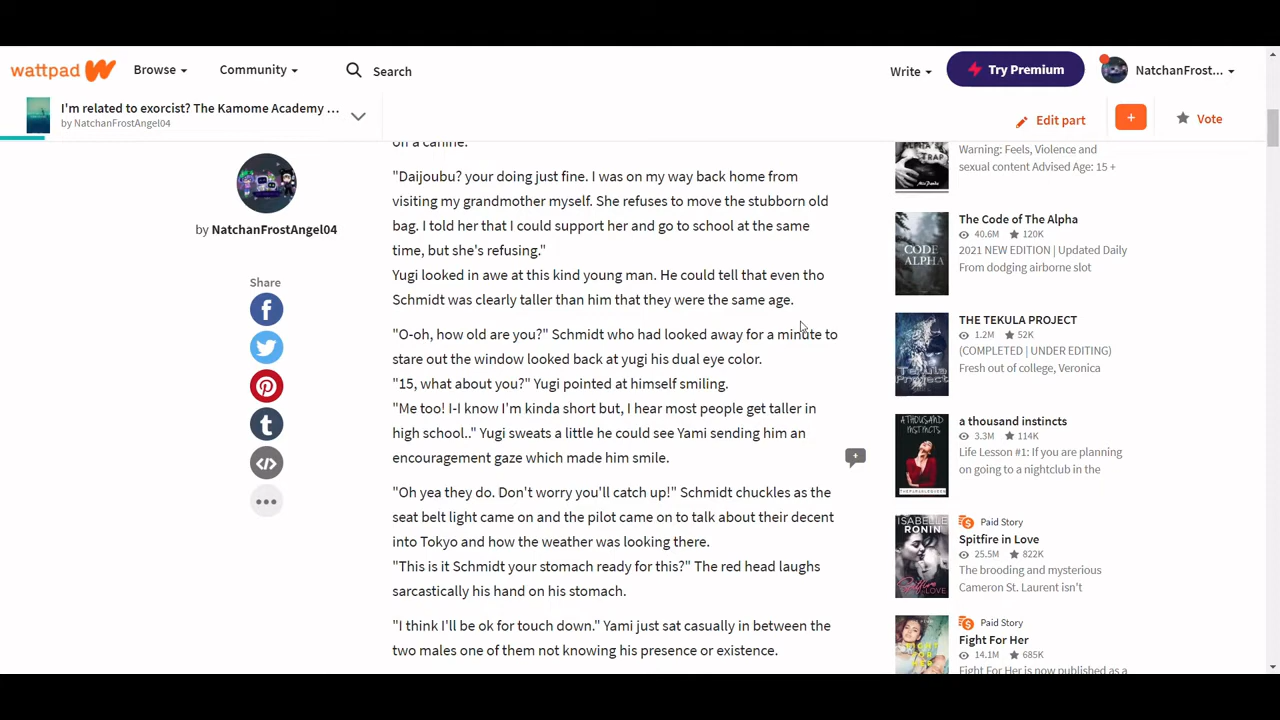 wattpad
Browse
Community
Search
Write
Try Premium
NatchanFrost...
I'm related to exorcist? The Kamome Academy ...
by NatchanFrostAngel04
Edit part
+
Vote
by NatchanFrostAngel04
Share
"Daijoubu? your doing just fine. I was on my way back home from
visiting my grandmother myself. She refuses to move the stubborn old
bag. I told her that I could support her and go to school at the same
time, but she's refusing."
Yugi looked in awe at this kind young man. He could tell that even tho
Schmidt was clearly taller than him that they were the same age.
"O-oh, how old are you?" Schmidt who had looked away for a minute to
stare out the window looked back at yugi his dual eye color.
"15, what about you?" Yugi pointed at himself smiling.
"Me too! I-I know I'm kinda short but, I hear most people get taller in
high school.." Yugi sweats a little he could see Yami sending him an
encouragement gaze which made him smile.
"Oh yea they do. Don't worry you'll catch up!" Schmidt chuckles as the
seat belt light came on and the pilot came on to talk about their decent
into Tokyo and how the weather was looking there.
"This is it Schmidt your stomach ready for this?" The red head laughs
sarcastically his hand on his stomach.
"I think I'll be ok for touch down." Yami just sat casually in between the
two males one of them not knowing his presence or existence.
Warning: Feels, Violence and
sexual content Advised Age: 15 +
CODE
ALPHA
The Code of The Alpha
40.6M 120K
2021 NEW EDITION | Updated Daily
From dodging airborne slot
THE TEKULA PROJECT
1.2M 52K
(COMPLETED | UNDER EDITING)
Fresh out of college, Veronica
a thousand instincts
3.3M 114K
Life Lesson #1: If you are planning
on going to a nightclub in the
ISABELLE
RONIN
Paid Story
Spitfire in Love
25.5M 822K
The brooding and mysterious
Cameron St. Laurent isn't
Paid Story
Fight For Her
14.1M 685K
Fight For Her is now published as a